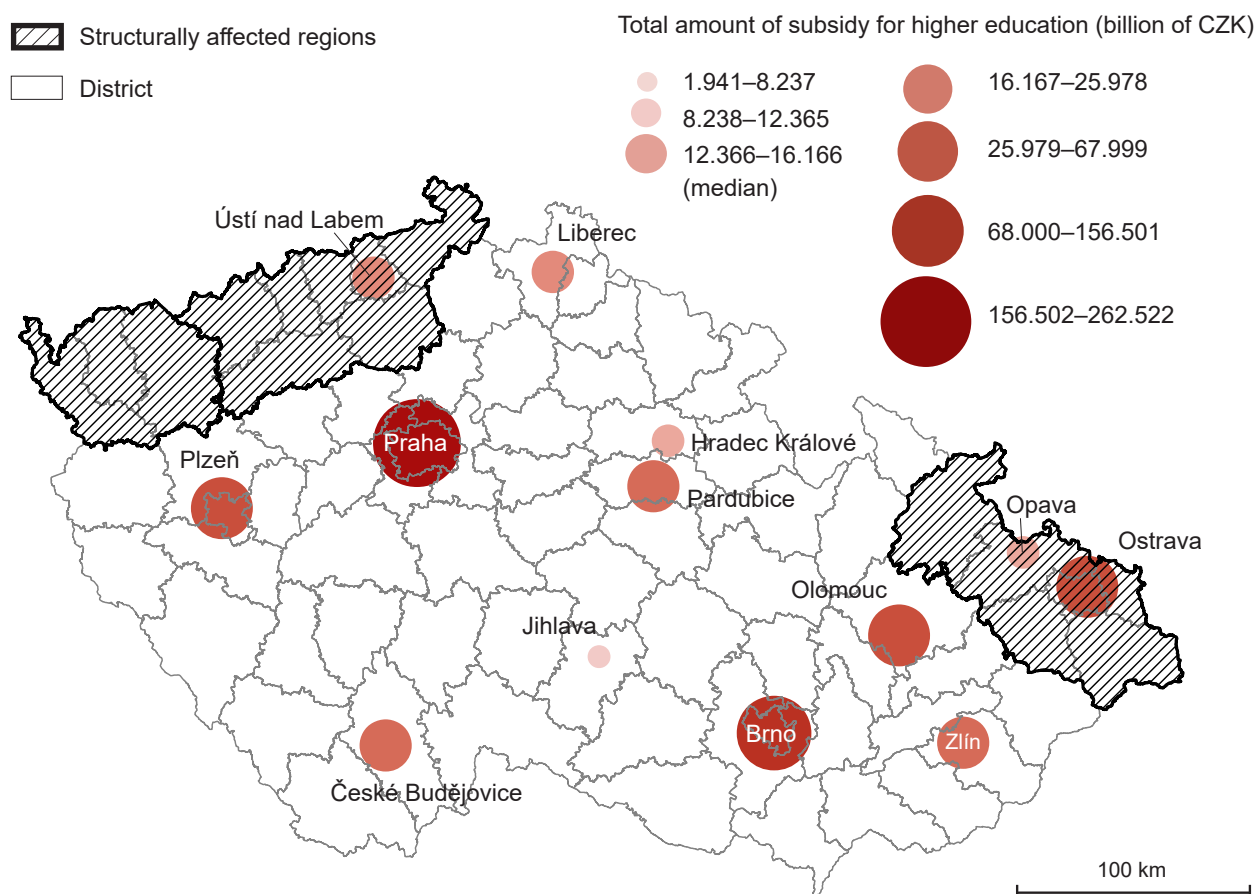 Structurally affected regions
District
Total amount of subsidy for higher education (billion of CZK)
1.941–8.237
8.238–12.365
12.366–16.166
(median)
16.167–25.978
25.979–67.999
68.000–156.501
156.502–262.522
Ústí nad Labem
Liberec
Praha
Hradec Králové
Plzeň
Pardubice
Opava
Ostrava
Olomouc
Jihlava
Brno
Zlín
České Budějovice
100 km